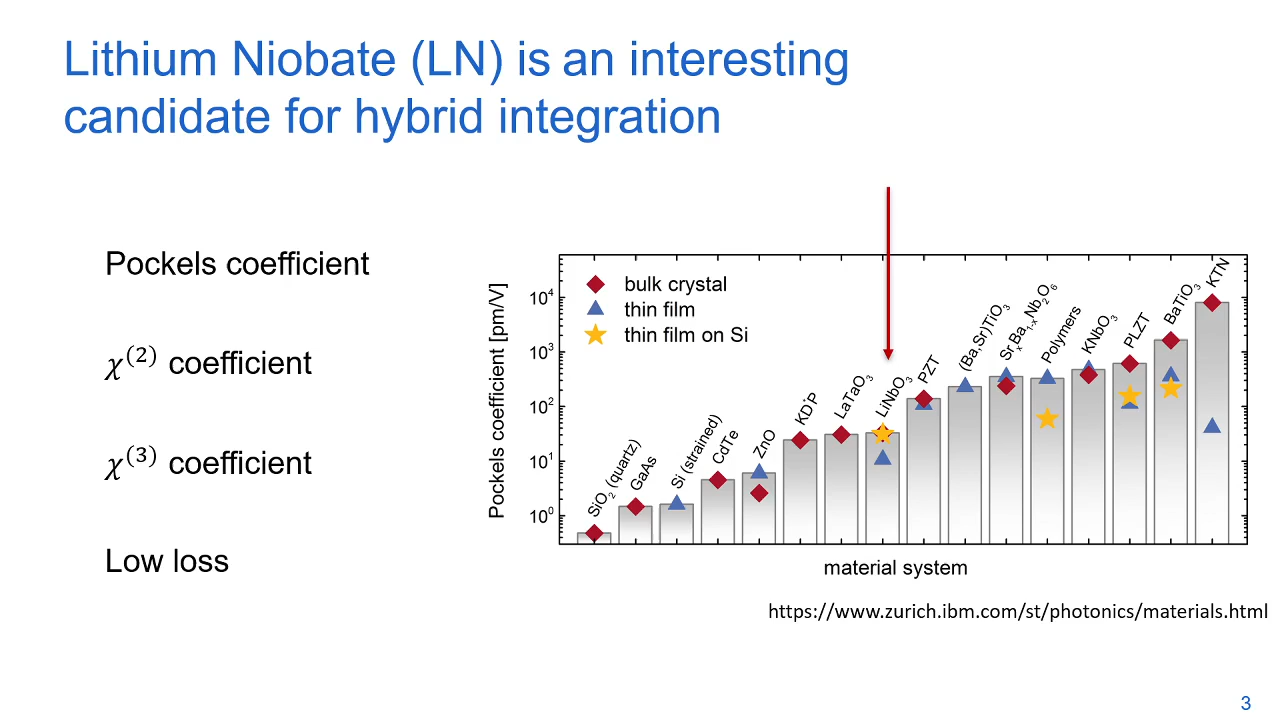 Lithium Niobate (LN) is an interesting
candidate for hybrid integration
Pockels coefficient
χ⁽²⁾ coefficient
χ⁽³⁾ coefficient
Low loss
Pockels coefficient [pm/V]
10⁴
10³
10²
10¹
10⁰
bulk crystal
thin film
thin film on Si
SiO₂ (quartz)
GaAs
Si (strained)
CdTe
ZnO
KD*P
LaTaO₃
LiNbO₃
PZT
(Ba,Sr)TiO₃
SrₓBa₁₋ₓNb₂O₆
Polymers
KNbO₃
PLZT
BaTiO₃
KTN
material system
https://www.zurich.ibm.com/st/photonics/materials.html
3